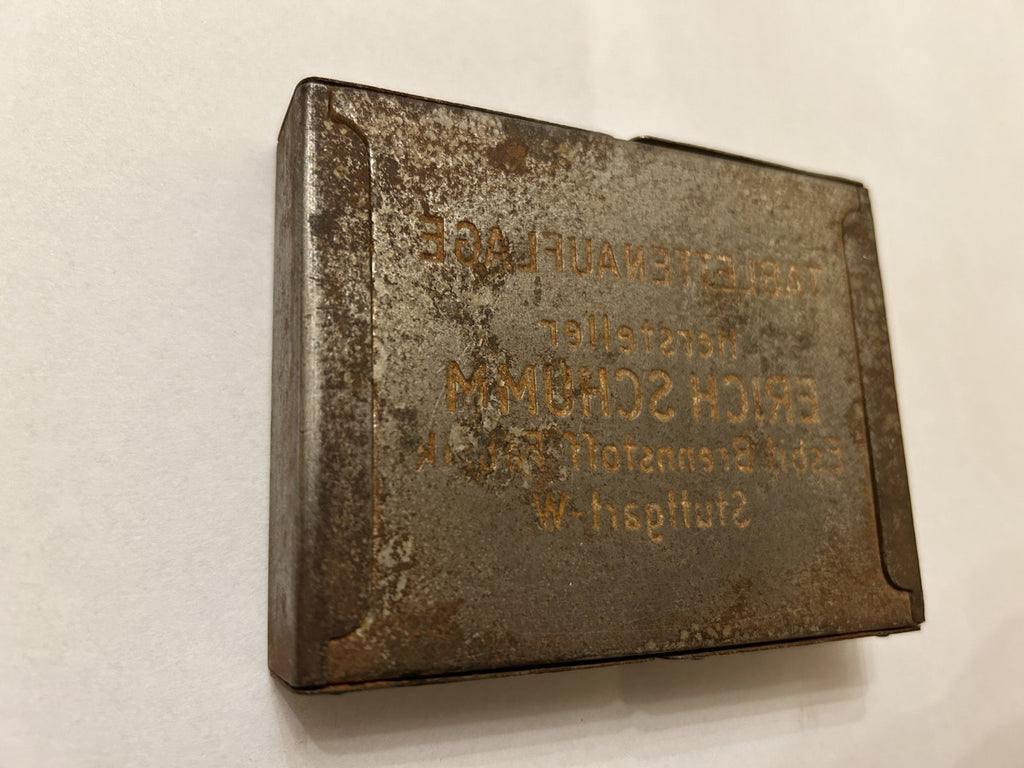 TABLETTENAUFLAGE
Hersteller
ERICH SCHUMM
Esbit Brennstoff Fabrik
Stuttgart-W